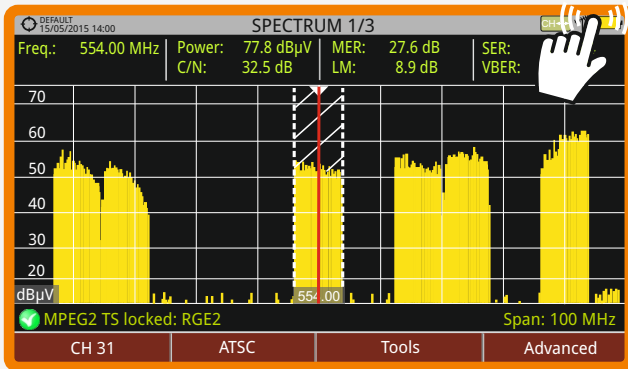 DEFAULT
15/05/2015 14:00
SPECTRUM 1/3
CH
Freq.: 554.00 MHz
Power: 77.8 dBµV
MER: 27.6 dB
SER:
C/N: 32.5 dB
LM: 8.9 dB
VBER:
70
60
50
40
30
20
dBµV
554.00
MPEG2 TS locked: RGE2
Span: 100 MHz
CH 31
ATSC
Tools
Advanced